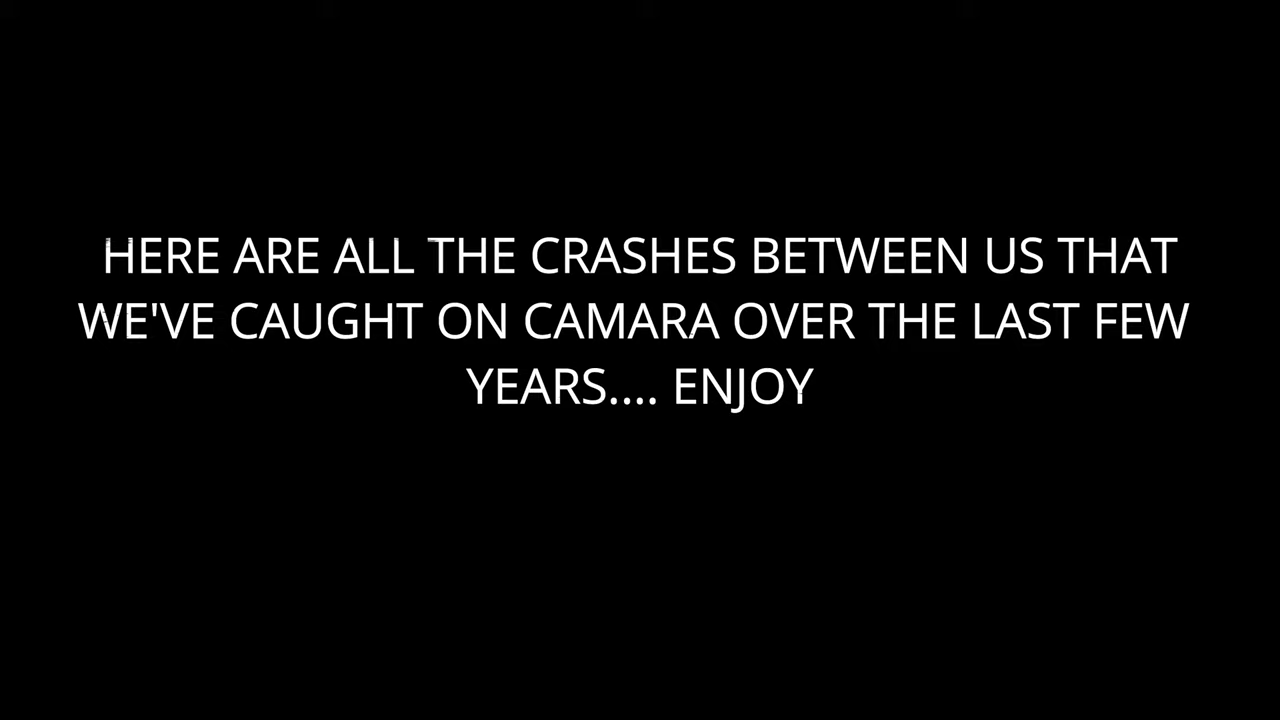 HERE ARE ALL THE CRASHES BETWEEN US THAT
WE'VE CAUGHT ON CAMARA OVER THE LAST FEW
YEARS.... ENJOY